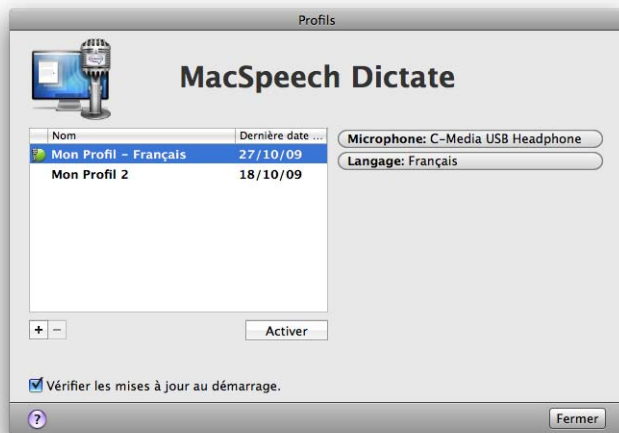 Profils
MacSpeech Dictate
Nom Dernière date ...
Mon Profil – Français 27/10/09
Mon Profil 2 18/10/09
Microphone: C-Media USB Headphone
Langage: Français
+ −
Activer
Vérifier les mises à jour au démarrage.
?
Fermer